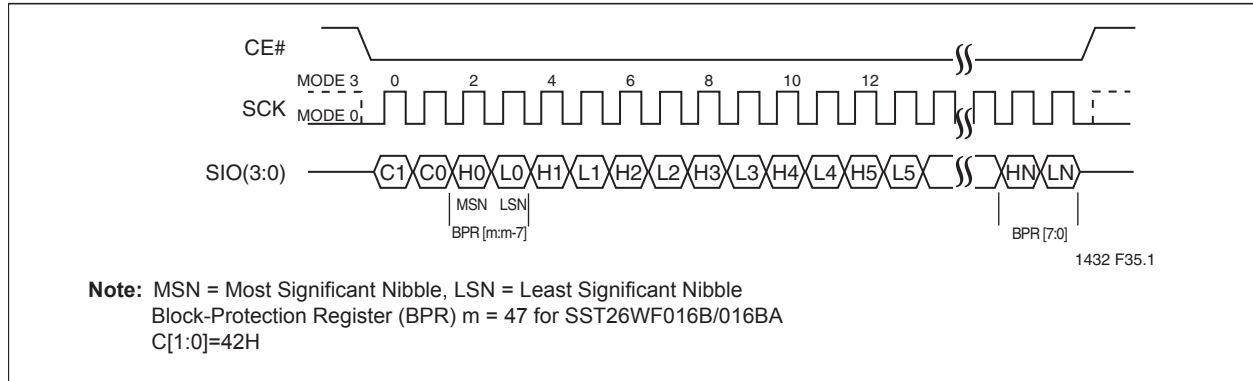 CE#
MODE 3 0 2 4 6 8 10 12
SCK MODE 0
SIO(3:0) C1 C0 H0 L0 H1 L1 H2 L2 H3 L3 H4 L4 H5 L5 HN LN
MSN LSN
BPR [m:m-7] BPR [7:0]
1432 F35.1
Note: MSN = Most Significant Nibble, LSN = Least Significant Nibble
Block-Protection Register (BPR) m = 47 for SST26WF016B/016BA
C[1:0]=42H